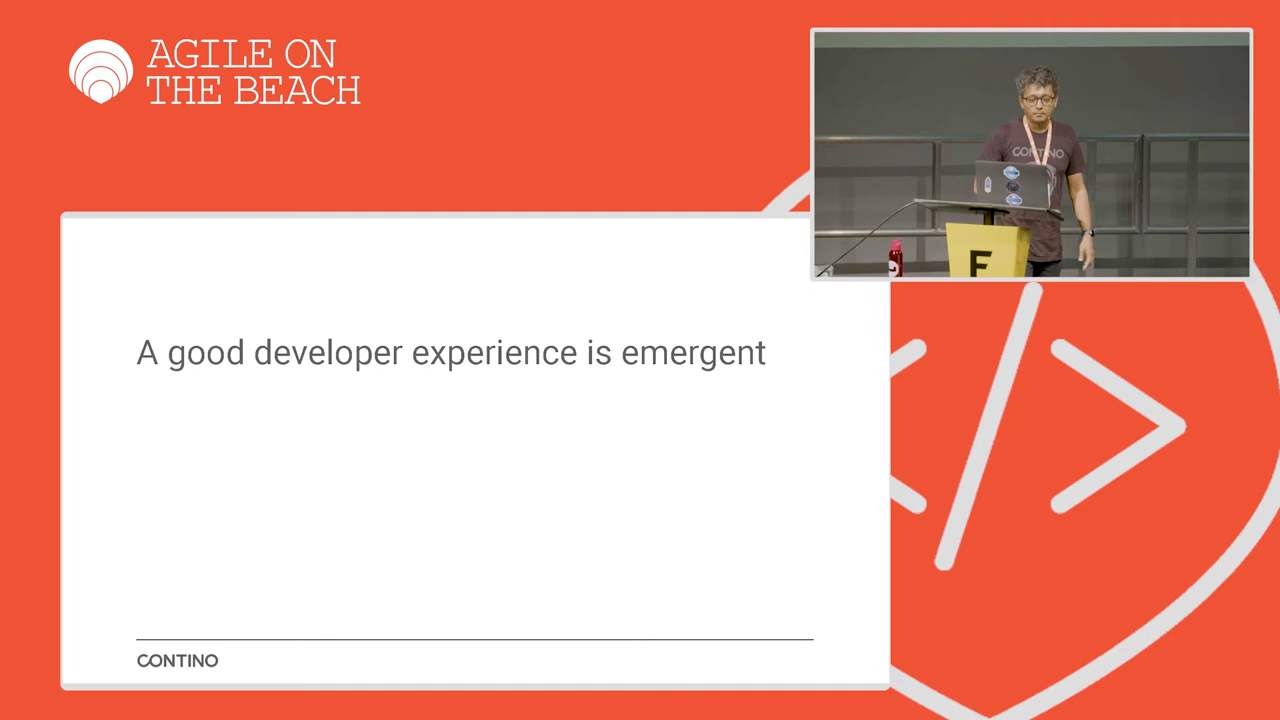 AGILE ON
THE BEACH
CONTINO
F
A good developer experience is emergent
CONTINO